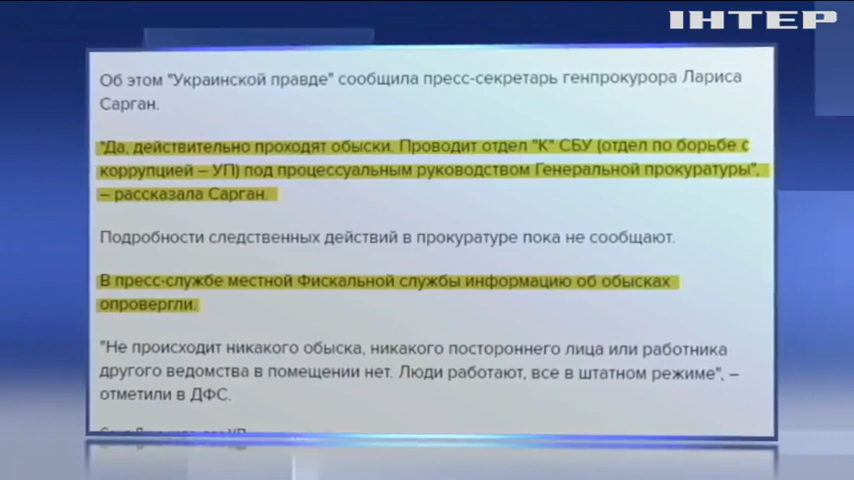 ІНТЕР
Об этом "Украинской правде" сообщила пресс-секретарь генпрокурора Лариса
Сарган.
"Да, действительно проходят обыски. Проводит отдел "К" СБУ (отдел по борьбе с
коррупцией – УП) под процессуальным руководством Генеральной прокуратуры",
– рассказала Сарган.
Подробности следственных действий в прокуратуре пока не сообщают.
В пресс-службе местной Фискальной службы информацию об обысках
опровергли.
"Не происходит никакого обыска, никакого постороннего лица или работника
другого ведомства в помещении нет. Люди работают, все в штатном режиме", –
отметили в ДФС.